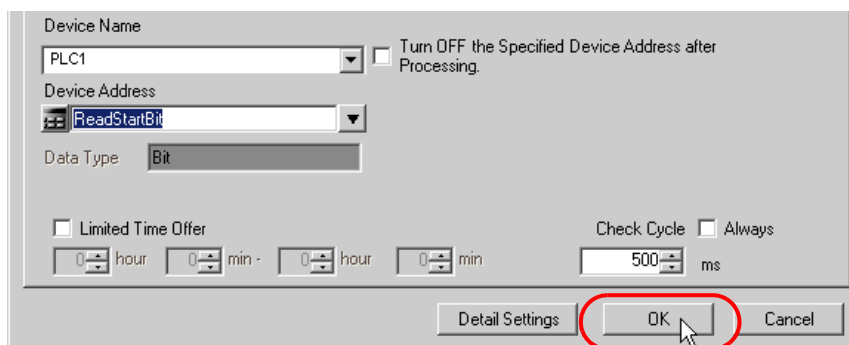 Device Name
PLC1
Turn OFF the Specified Device Address after
Processing.
Device Address
ReadStartBit
Data Type Bit
Limited Time Offer
Check Cycle Always
0 hour 0 min - 0 hour 0 min
500 ms
Detail Settings OK Cancel